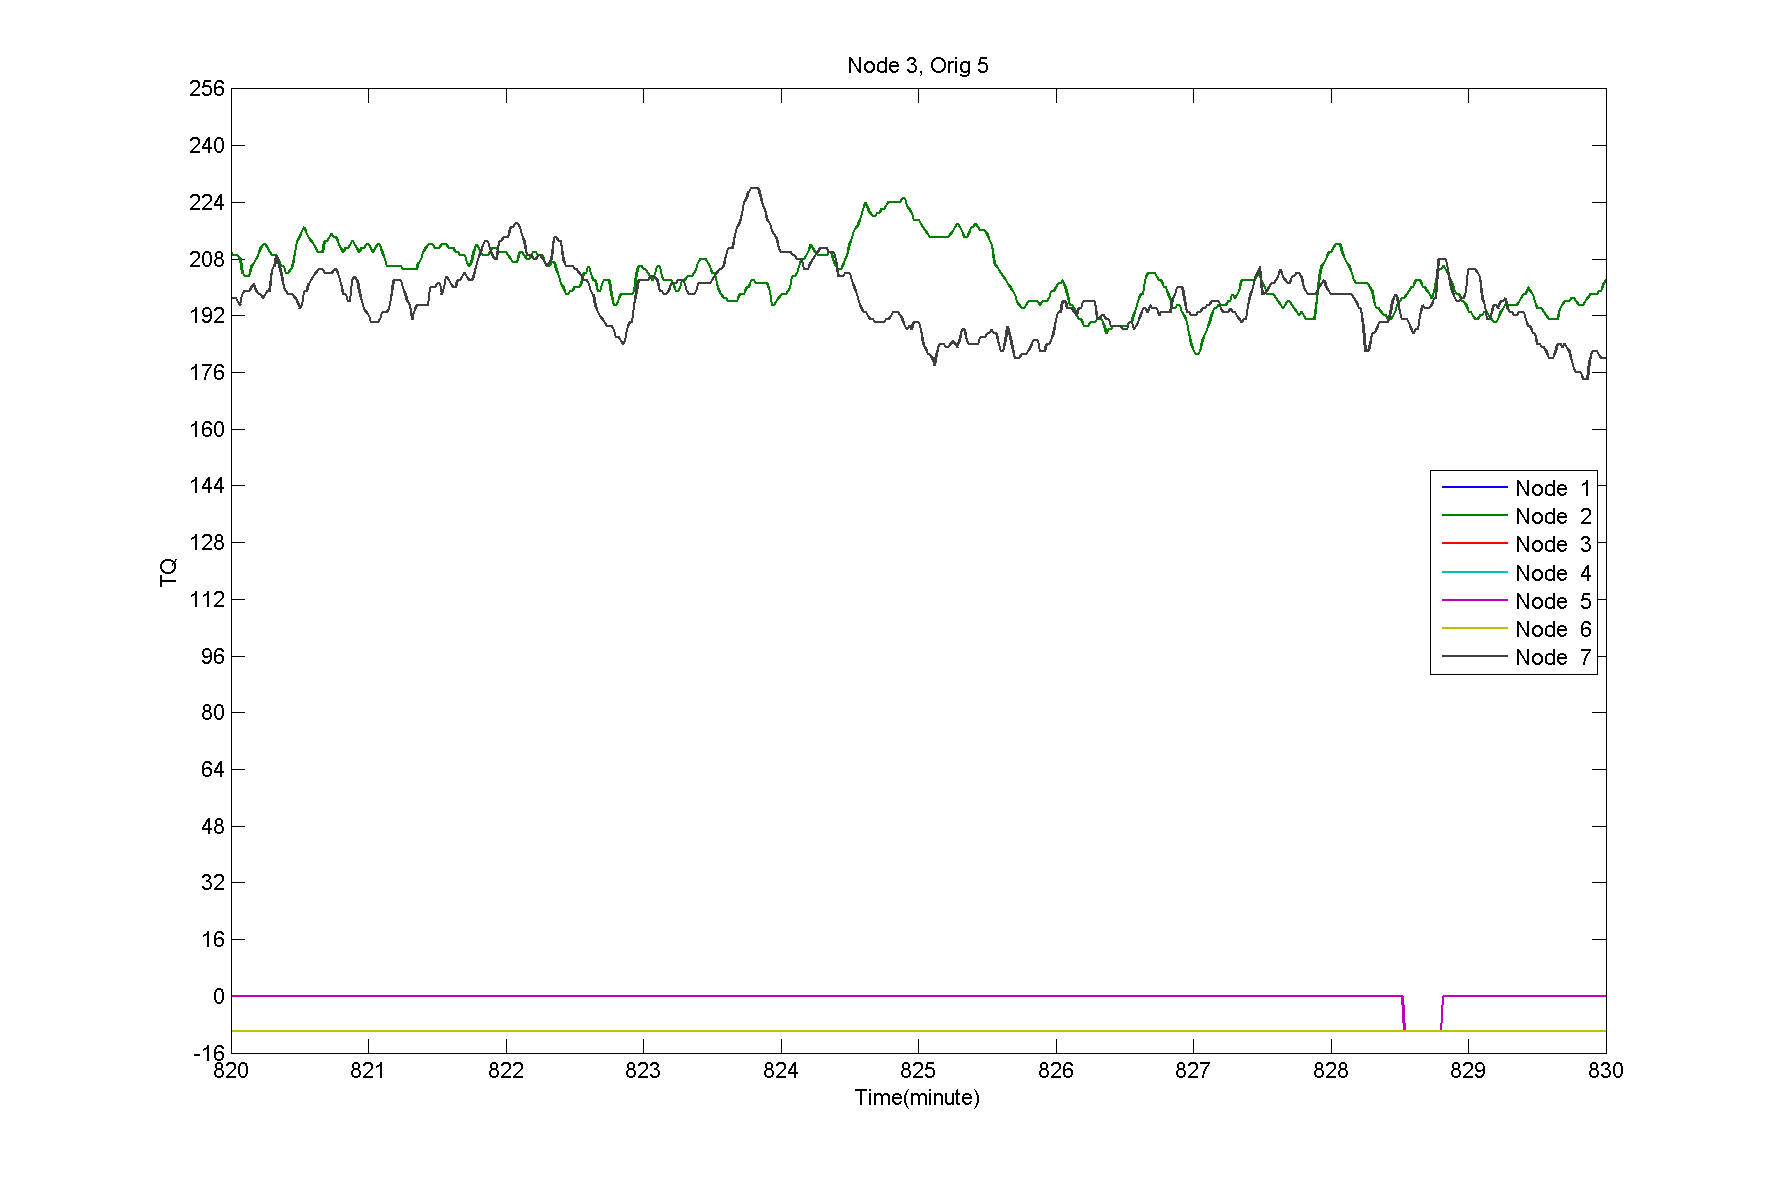 Node 3, Orig 5
256
240
224
208
192
176
160
144
128
112
96
80
64
48
32
16
0
-16
TQ
Node 1
Node 2
Node 3
Node 4
Node 5
Node 6
Node 7
820 821 822 823 824 825 826 827 828 829 830
Time(minute)